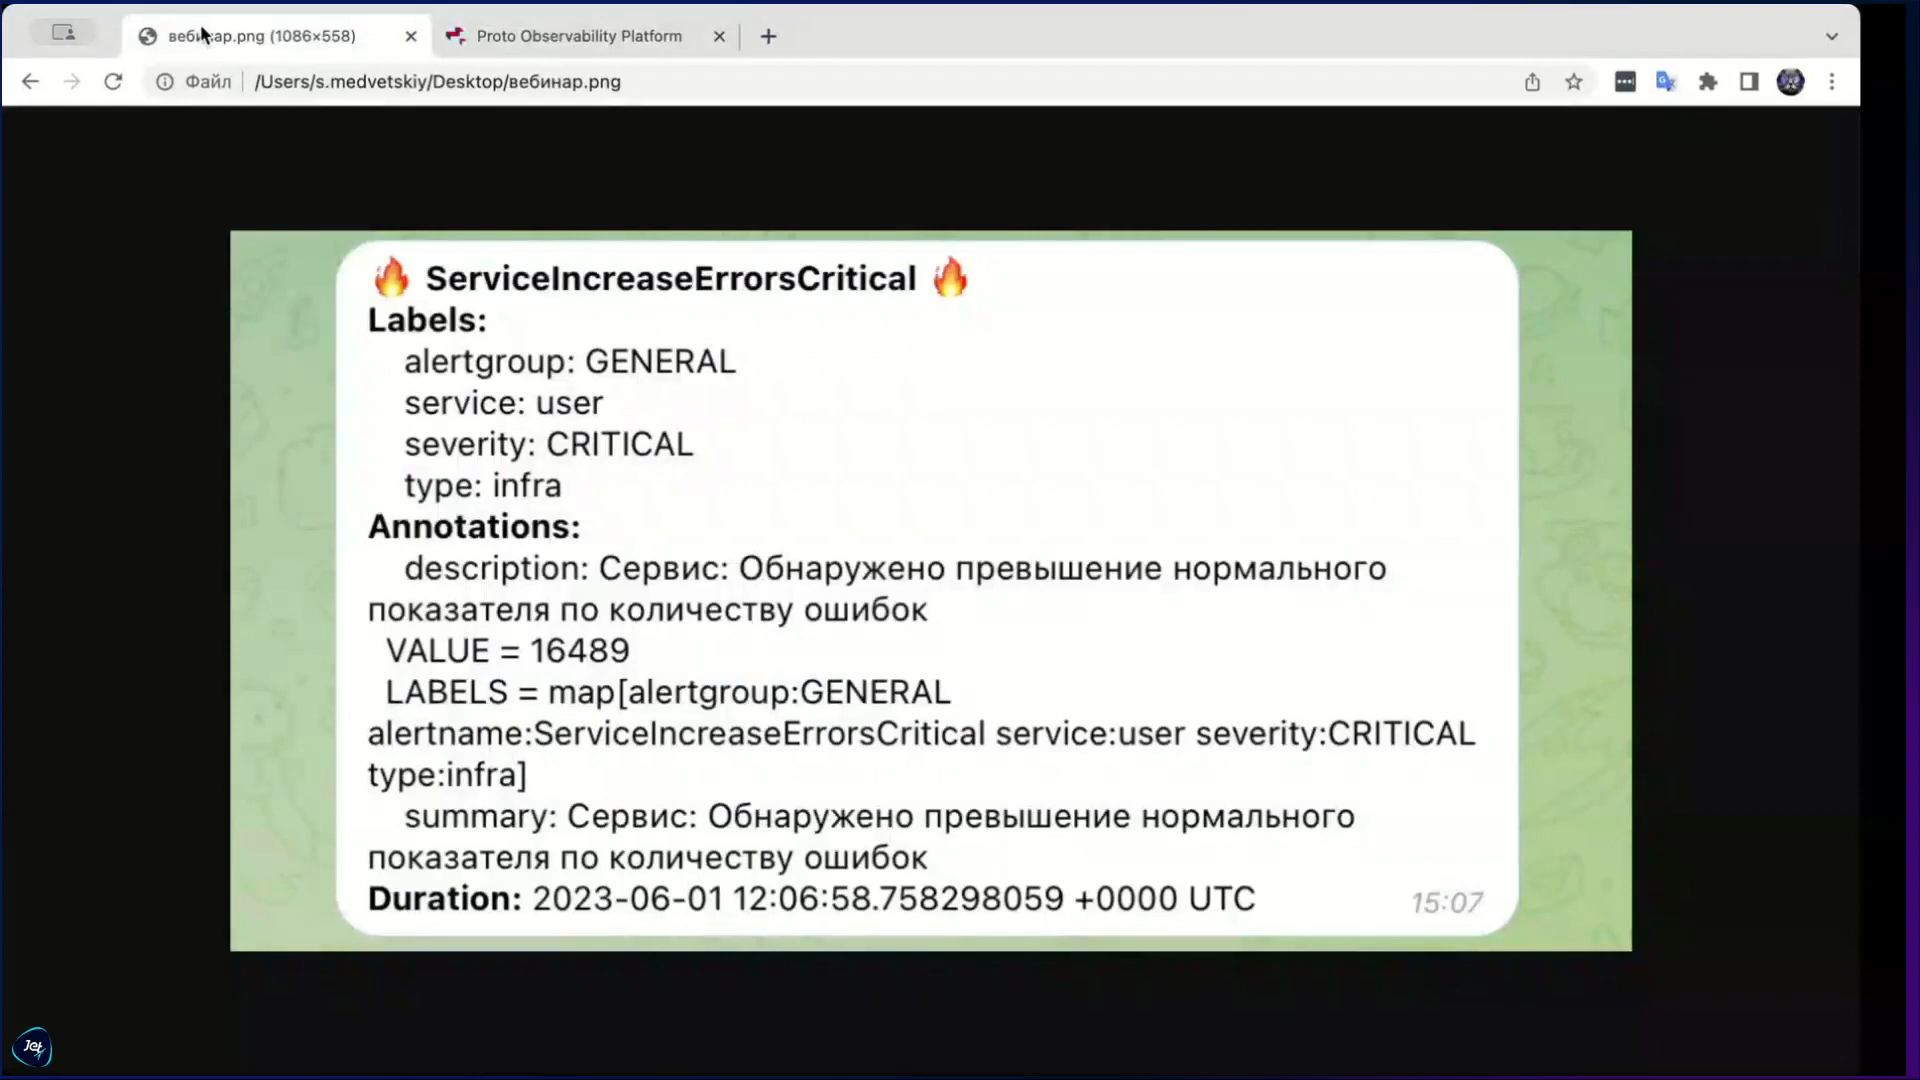 вебинар.png (1086×558)
Proto Observability Platform
Файл
/Users/s.medvetskiy/Desktop/вебинар.png
🔥 ServiceIncreaseErrorsCritical 🔥
Labels:
alertgroup: GENERAL
service: user
severity: CRITICAL
type: infra
Annotations:
description: Сервис: Обнаружено превышение нормального
показателя по количеству ошибок
VALUE = 16489
LABELS = map[alertgroup:GENERAL
alertname:ServiceIncreaseErrorsCritical service:user severity:CRITICAL
type:infra]
summary: Сервис: Обнаружено превышение нормального
показателя по количеству ошибок
Duration: 2023-06-01 12:06:58.758298059 +0000 UTC
15:07
Jet